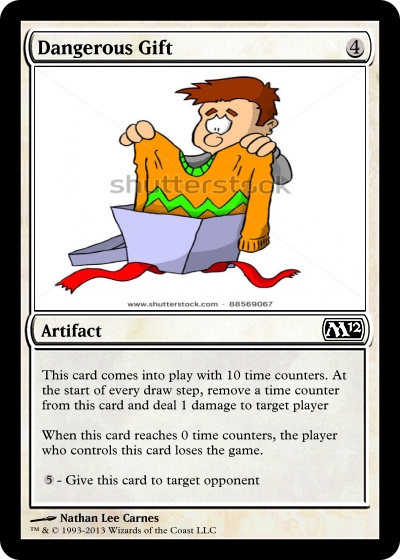 Dangerous Gift 4
shutterstock
www.shutterstock.com · 88569067
Artifact M12
This card comes into play with 10 time counters. At
the start of every draw step, remove a time counter
from this card and deal 1 damage to target player
When this card reaches 0 time counters, the player
who controls this card loses the game.
5 - Give this card to target opponent
Nathan Lee Carnes
™ & © 1993-2013 Wizards of the Coast LLC